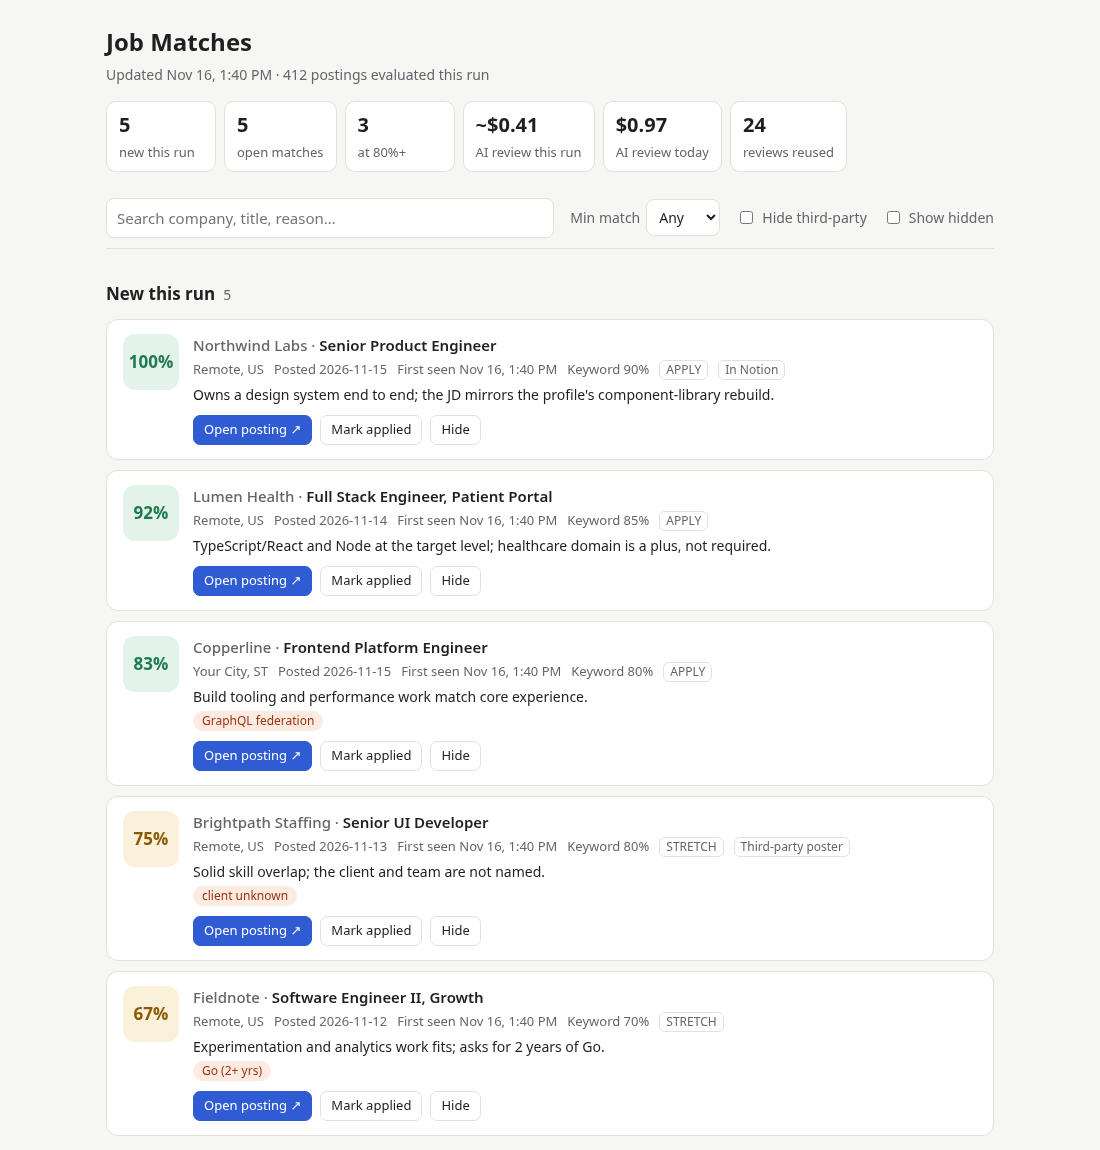 Job Matches
Updated Nov 16, 1:40 PM · 412 postings evaluated this run
5
new this run
5
open matches
3
at 80%+
~$0.41
AI review this run
$0.97
AI review today
24
reviews reused
Search company, title, reason...
Min match
Any
Hide third-party
Show hidden
New this run 5
100%
Northwind Labs · Senior Product Engineer
Remote, US Posted 2026-11-15 First seen Nov 16, 1:40 PM Keyword 90% APPLY In Notion
Owns a design system end to end; the JD mirrors the profile's component-library rebuild.
Open posting ↗ Mark applied Hide
92%
Lumen Health · Full Stack Engineer, Patient Portal
Remote, US Posted 2026-11-14 First seen Nov 16, 1:40 PM Keyword 85% APPLY
TypeScript/React and Node at the target level; healthcare domain is a plus, not required.
Open posting ↗ Mark applied Hide
83%
Copperline · Frontend Platform Engineer
Your City, ST Posted 2026-11-15 First seen Nov 16, 1:40 PM Keyword 80% APPLY
Build tooling and performance work match core experience.
GraphQL federation
Open posting ↗ Mark applied Hide
75%
Brightpath Staffing · Senior UI Developer
Remote, US Posted 2026-11-13 First seen Nov 16, 1:40 PM Keyword 80% STRETCH Third-party poster
Solid skill overlap; the client and team are not named.
client unknown
Open posting ↗ Mark applied Hide
67%
Fieldnote · Software Engineer II, Growth
Remote, US Posted 2026-11-12 First seen Nov 16, 1:40 PM Keyword 70% STRETCH
Experimentation and analytics work fits; asks for 2 years of Go.
Go (2+ yrs)
Open posting ↗ Mark applied Hide